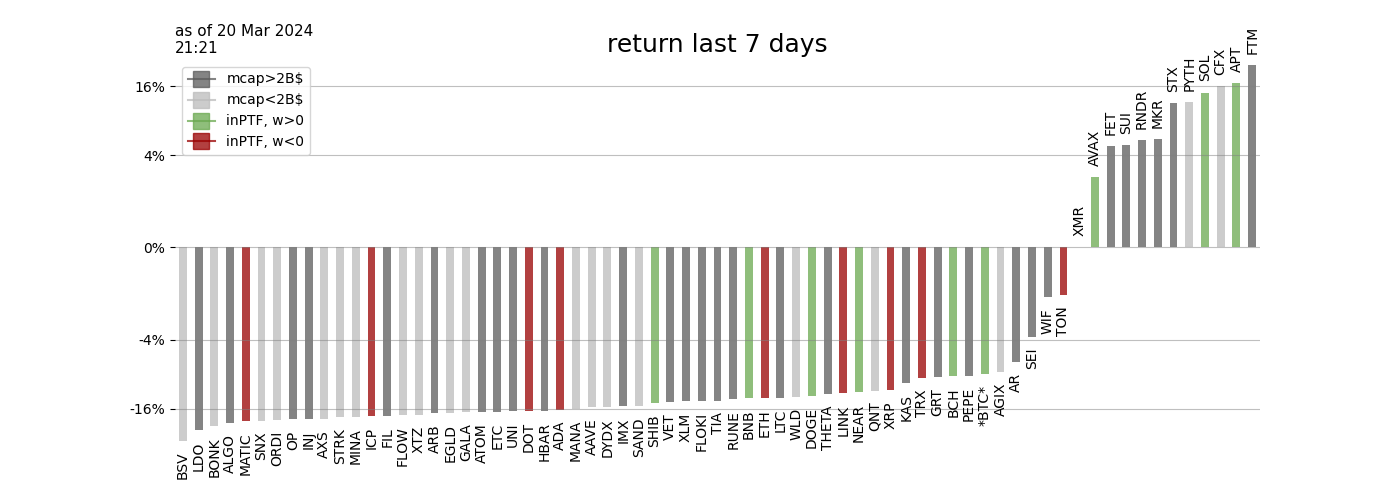 as of 20 Mar 2024
21:21
return last 7 days
mcap>2B$
mcap<2B$
inPTF, w>0
inPTF, w<0
16%
4%
0%
-4%
-16%
BSV
LDO
BONK
ALGO
MATIC
SNX
ORDI
OP
INJ
AXS
STRK
MINA
ICP
FIL
FLOW
XTZ
ARB
EGLD
GALA
ATOM
ETC
UNI
DOT
HBAR
ADA
MANA
AAVE
DYDX
IMX
SAND
SHIB
VET
XLM
FLOKI
TIA
RUNE
BNB
ETH
LTC
WLD
DOGE
THETA
LINK
NEAR
QNT
XRP
KAS
TRX
GRT
BCH
PEPE
*BTC*
AGIX
AR
SEI
WIF
TON
XMR
AVAX
FET
SUI
RNDR
MKR
STX
PYTH
SOL
CFX
APT
FTM